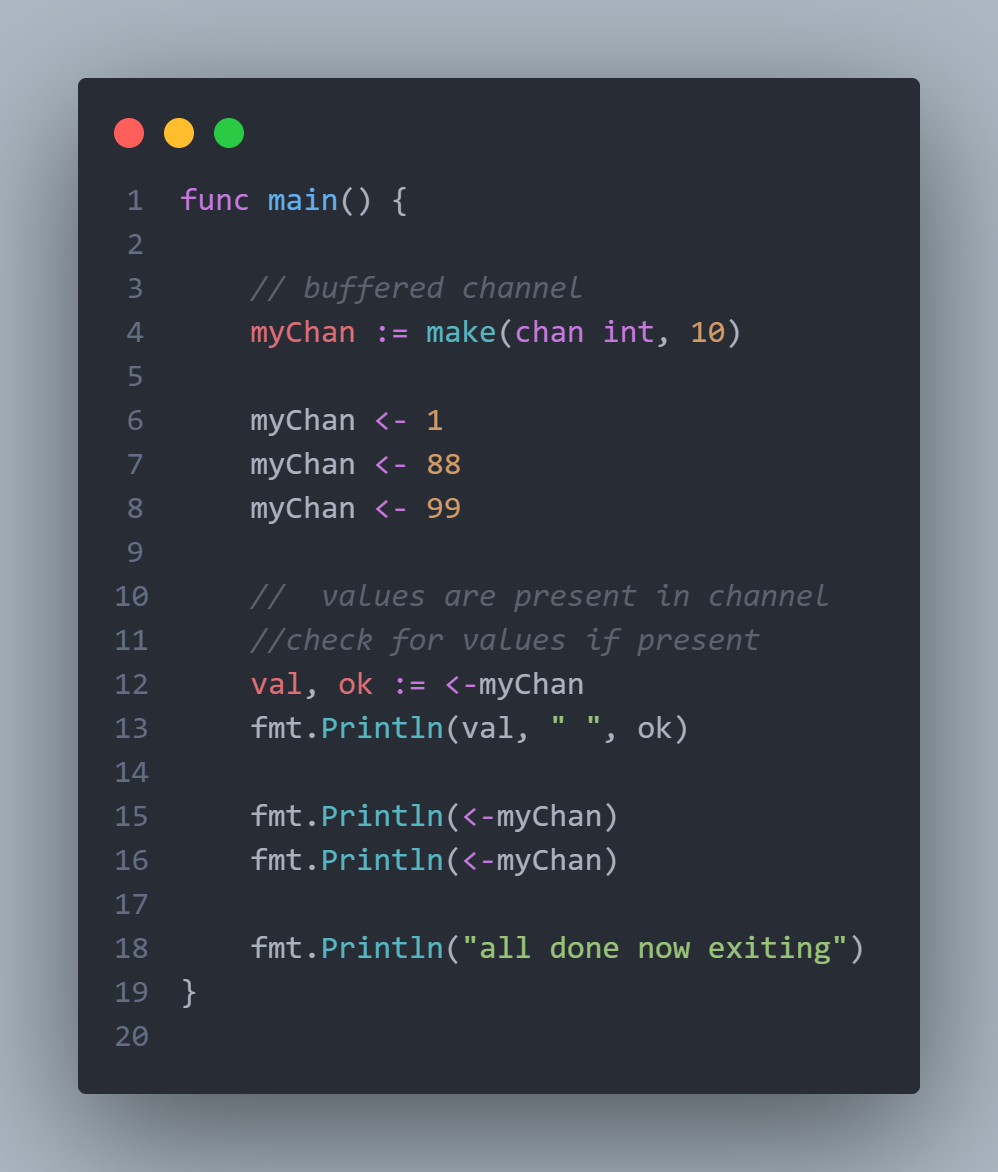 1 func main() {
2
3     // buffered channel
4     myChan := make(chan int, 10)
5
6     myChan <- 1
7     myChan <- 88
8     myChan <- 99
9
10     //  values are present in channel
11     //check for values if present
12     val, ok := <-myChan
13     fmt.Println(val, " ", ok)
14
15     fmt.Println(<-myChan)
16     fmt.Println(<-myChan)
17
18     fmt.Println("all done now exiting")
19 }
20